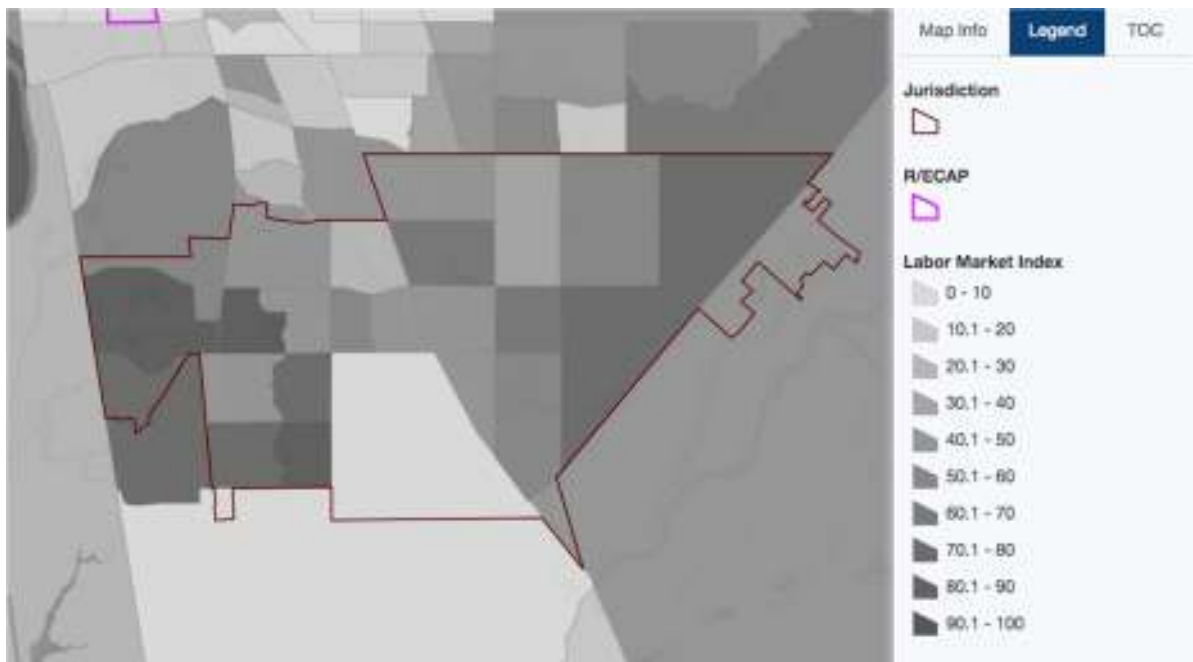 Map Info Legend TOC
Jurisdiction
R/ECAP
Labor Market Index
0 - 10
10.1 - 20
20.1 - 30
30.1 - 40
40.1 - 50
50.1 - 60
60.1 - 70
70.1 - 80
80.1 - 90
90.1 - 100